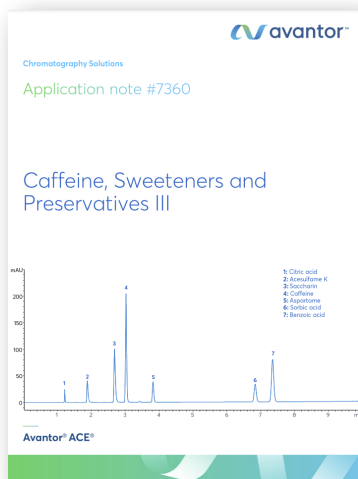 avantor™
Chromatography Solutions
Application note #7360
Caffeine, Sweeteners and
Preservatives III
mAU
200
150
100
50
0
1 2 3 4 5 6 7
1: Citric acid
2: Acesulfame K
3: Saccharin
4: Caffeine
5: Aspartame
6: Sorbic acid
7: Benzoic acid
1 2 3 4 5 6 7 8 9
Avantor® ACE®